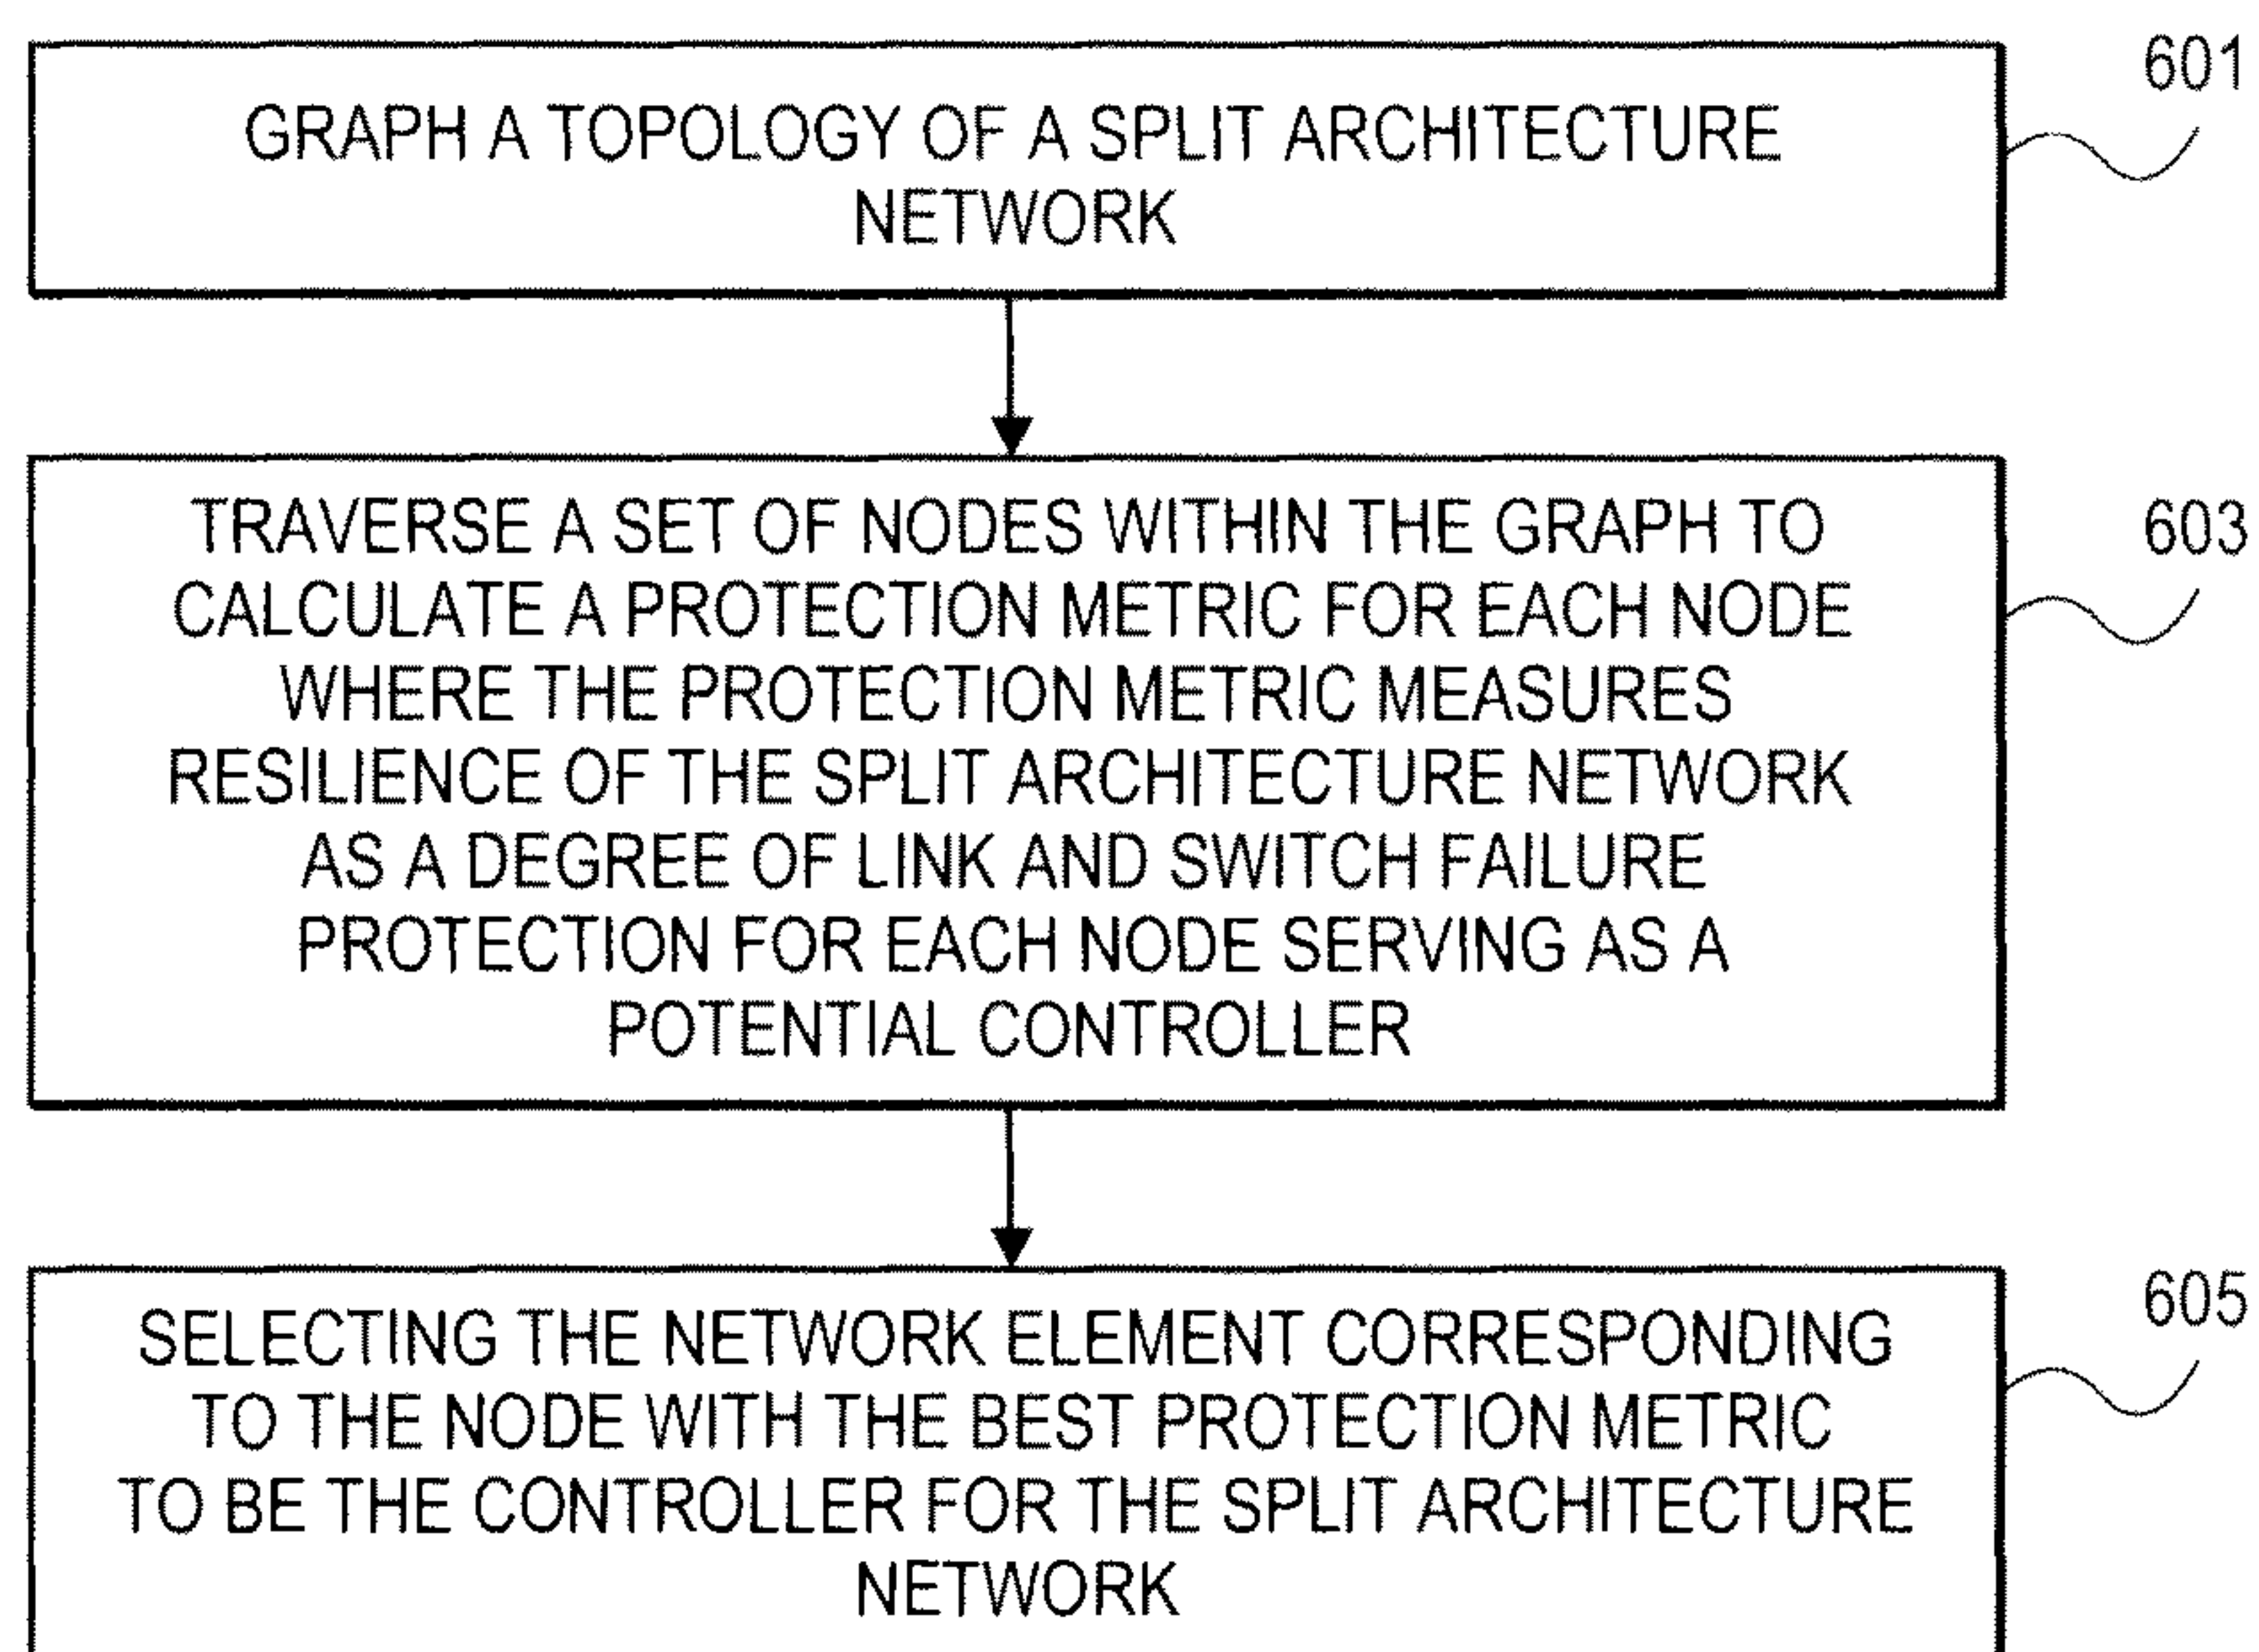 601
GRAPH A TOPOLOGY OF A SPLIT ARCHITECTURE
NETWORK
603
TRAVERSE A SET OF NODES WITHIN THE GRAPH TO
CALCULATE A PROTECTION METRIC FOR EACH NODE
WHERE THE PROTECTION METRIC MEASURES
RESILIENCE OF THE SPLIT ARCHITECTURE NETWORK
AS A DEGREE OF LINK AND SWITCH FAILURE
PROTECTION FOR EACH NODE SERVING AS A
POTENTIAL CONTROLLER
605
SELECTING THE NETWORK ELEMENT CORRESPONDING
TO THE NODE WITH THE BEST PROTECTION METRIC
TO BE THE CONTROLLER FOR THE SPLIT ARCHITECTURE
NETWORK